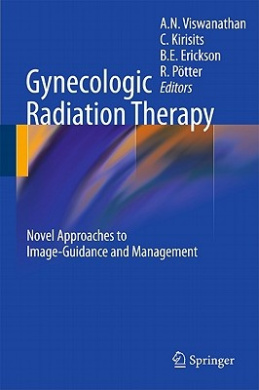 A.N. Viswanathan
C. Kirisits
B.E. Erickson
R. Pötter
Editors
Gynecologic
Radiation Therapy
Novel Approaches to
Image-Guidance and Management
Springer